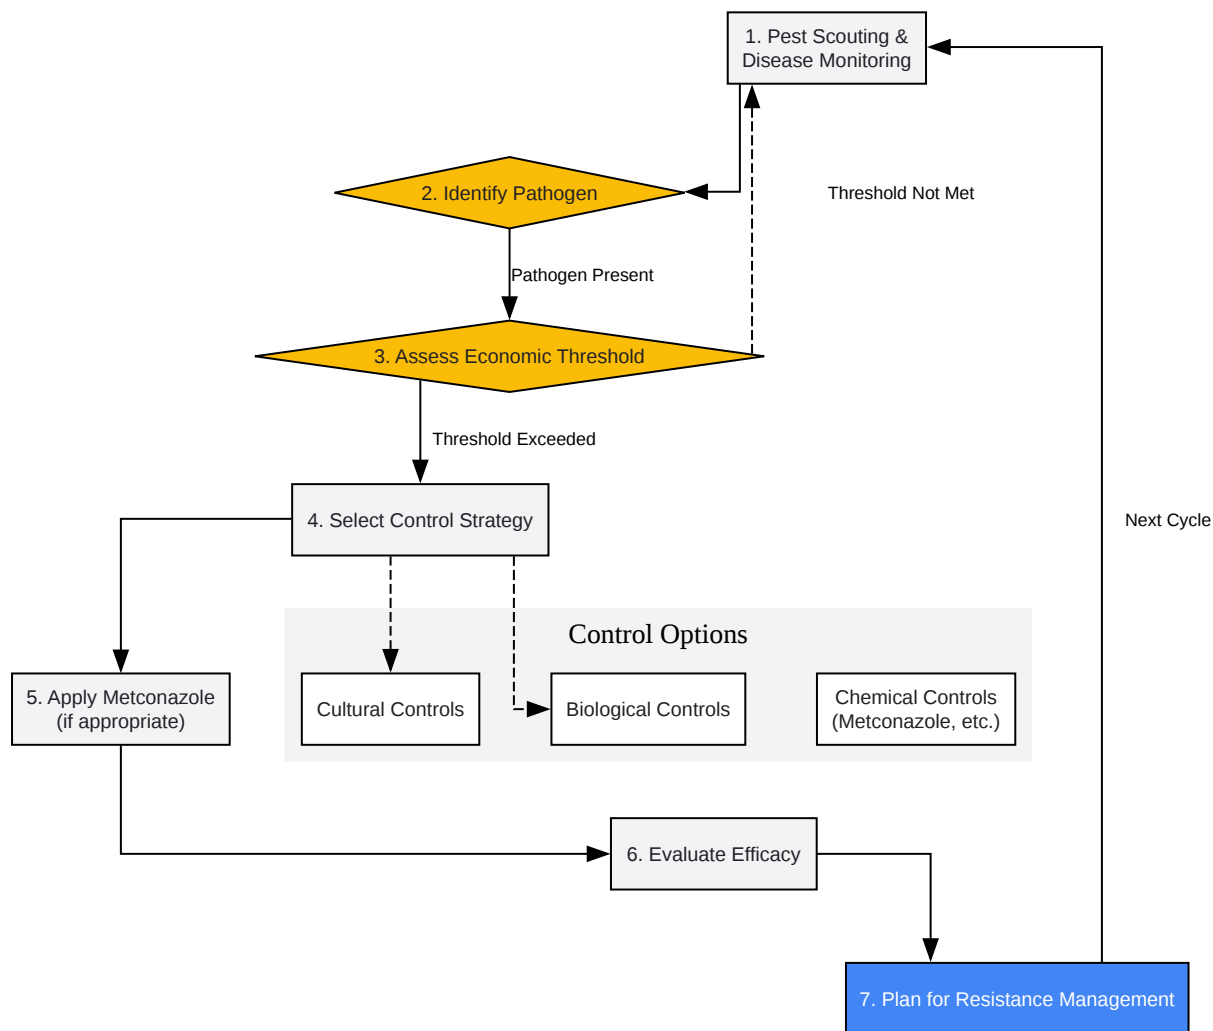 1. Pest Scouting &
Disease Monitoring
2. Identify Pathogen
Threshold Not Met
Pathogen Present
3. Assess Economic Threshold
Threshold Exceeded
4. Select Control Strategy
Next Cycle
Control Options
5. Apply Metconazole
(if appropriate)
Cultural Controls
Biological Controls
Chemical Controls
(Metconazole, etc.)
6. Evaluate Efficacy
7. Plan for Resistance Management